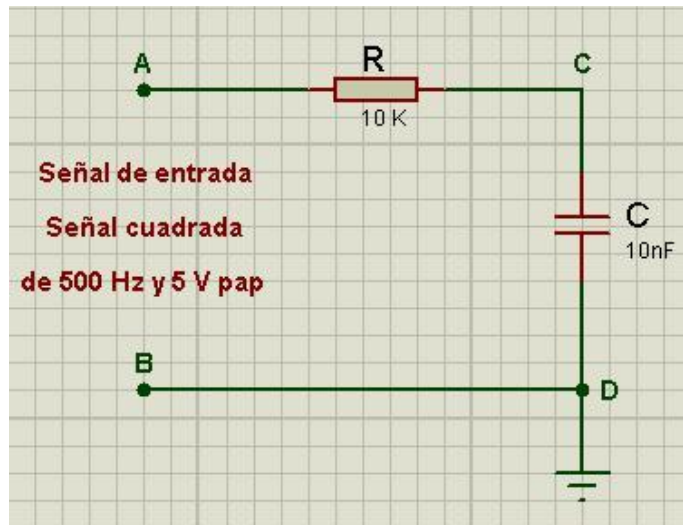 A
R
C
10 K
Señal de entrada
Señal cuadrada
de 500 Hz y 5 V pap
C
10nF
B
D